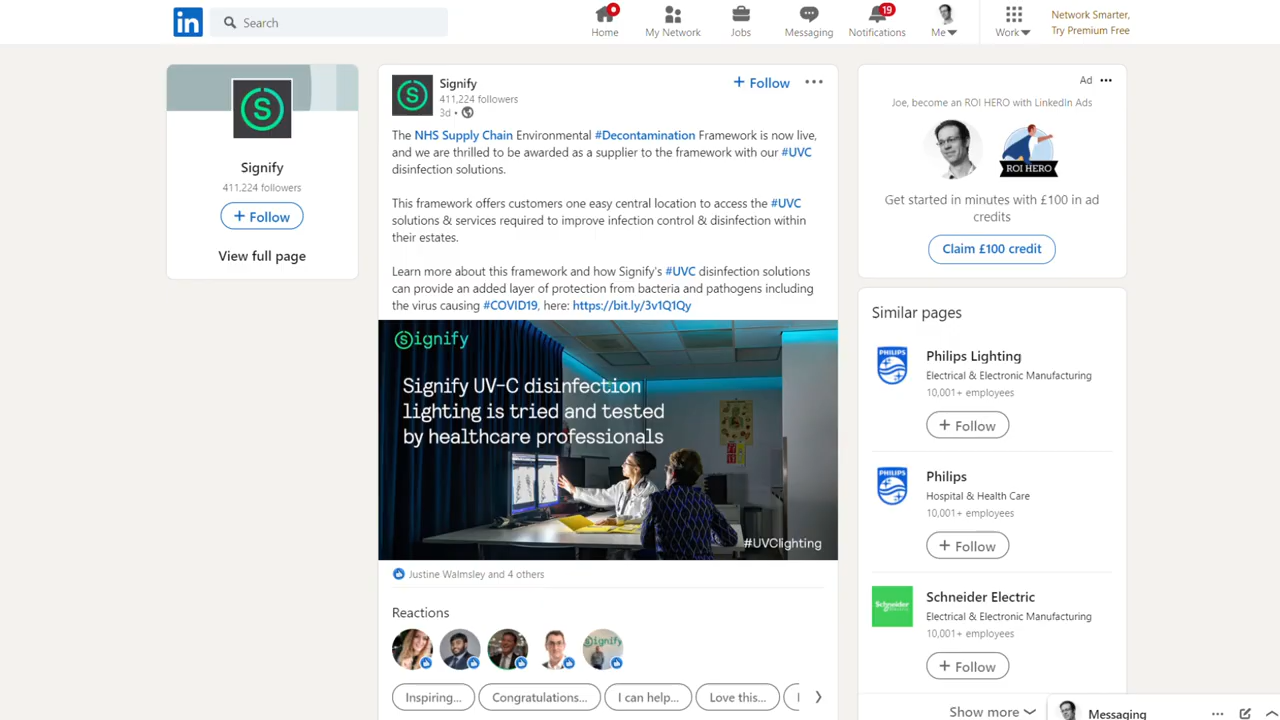 in
Search
Home
My Network
Jobs
Messaging
19
Notifications
Me
Work
Network Smarter,
Try Premium Free
Signify
411,224 followers
+ Follow
View full page
Signify
411,224 followers
3d •
+ Follow
The NHS Supply Chain Environmental #Decontamination Framework is now live,
and we are thrilled to be awarded as a supplier to the framework with our #UVC
disinfection solutions.
This framework offers customers one easy central location to access the #UVC
solutions & services required to improve infection control & disinfection within
their estates.
Learn more about this framework and how Signify's #UVC disinfection solutions
can provide an added layer of protection from bacteria and pathogens including
the virus causing #COVID19, here: https://bit.ly/3v1Q1Qy
Signify
Signify UV-C disinfection
lighting is tried and tested
by healthcare professionals
#UVClighting
Justine Walmsley and 4 others
Reactions
Signify
Inspiring...
Congratulations...
I can help...
Love this...
Ad
Joe, become an ROI HERO with LinkedIn Ads
ROI HERO
Get started in minutes with £100 in ad
credits
Claim £100 credit
Similar pages
PHILIPS
Philips Lighting
Electrical & Electronic Manufacturing
10,001+ employees
+ Follow
PHILIPS
Philips
Hospital & Health Care
10,001+ employees
+ Follow
Schneider
Schneider Electric
Electrical & Electronic Manufacturing
10,001+ employees
+ Follow
Show more
Messaging